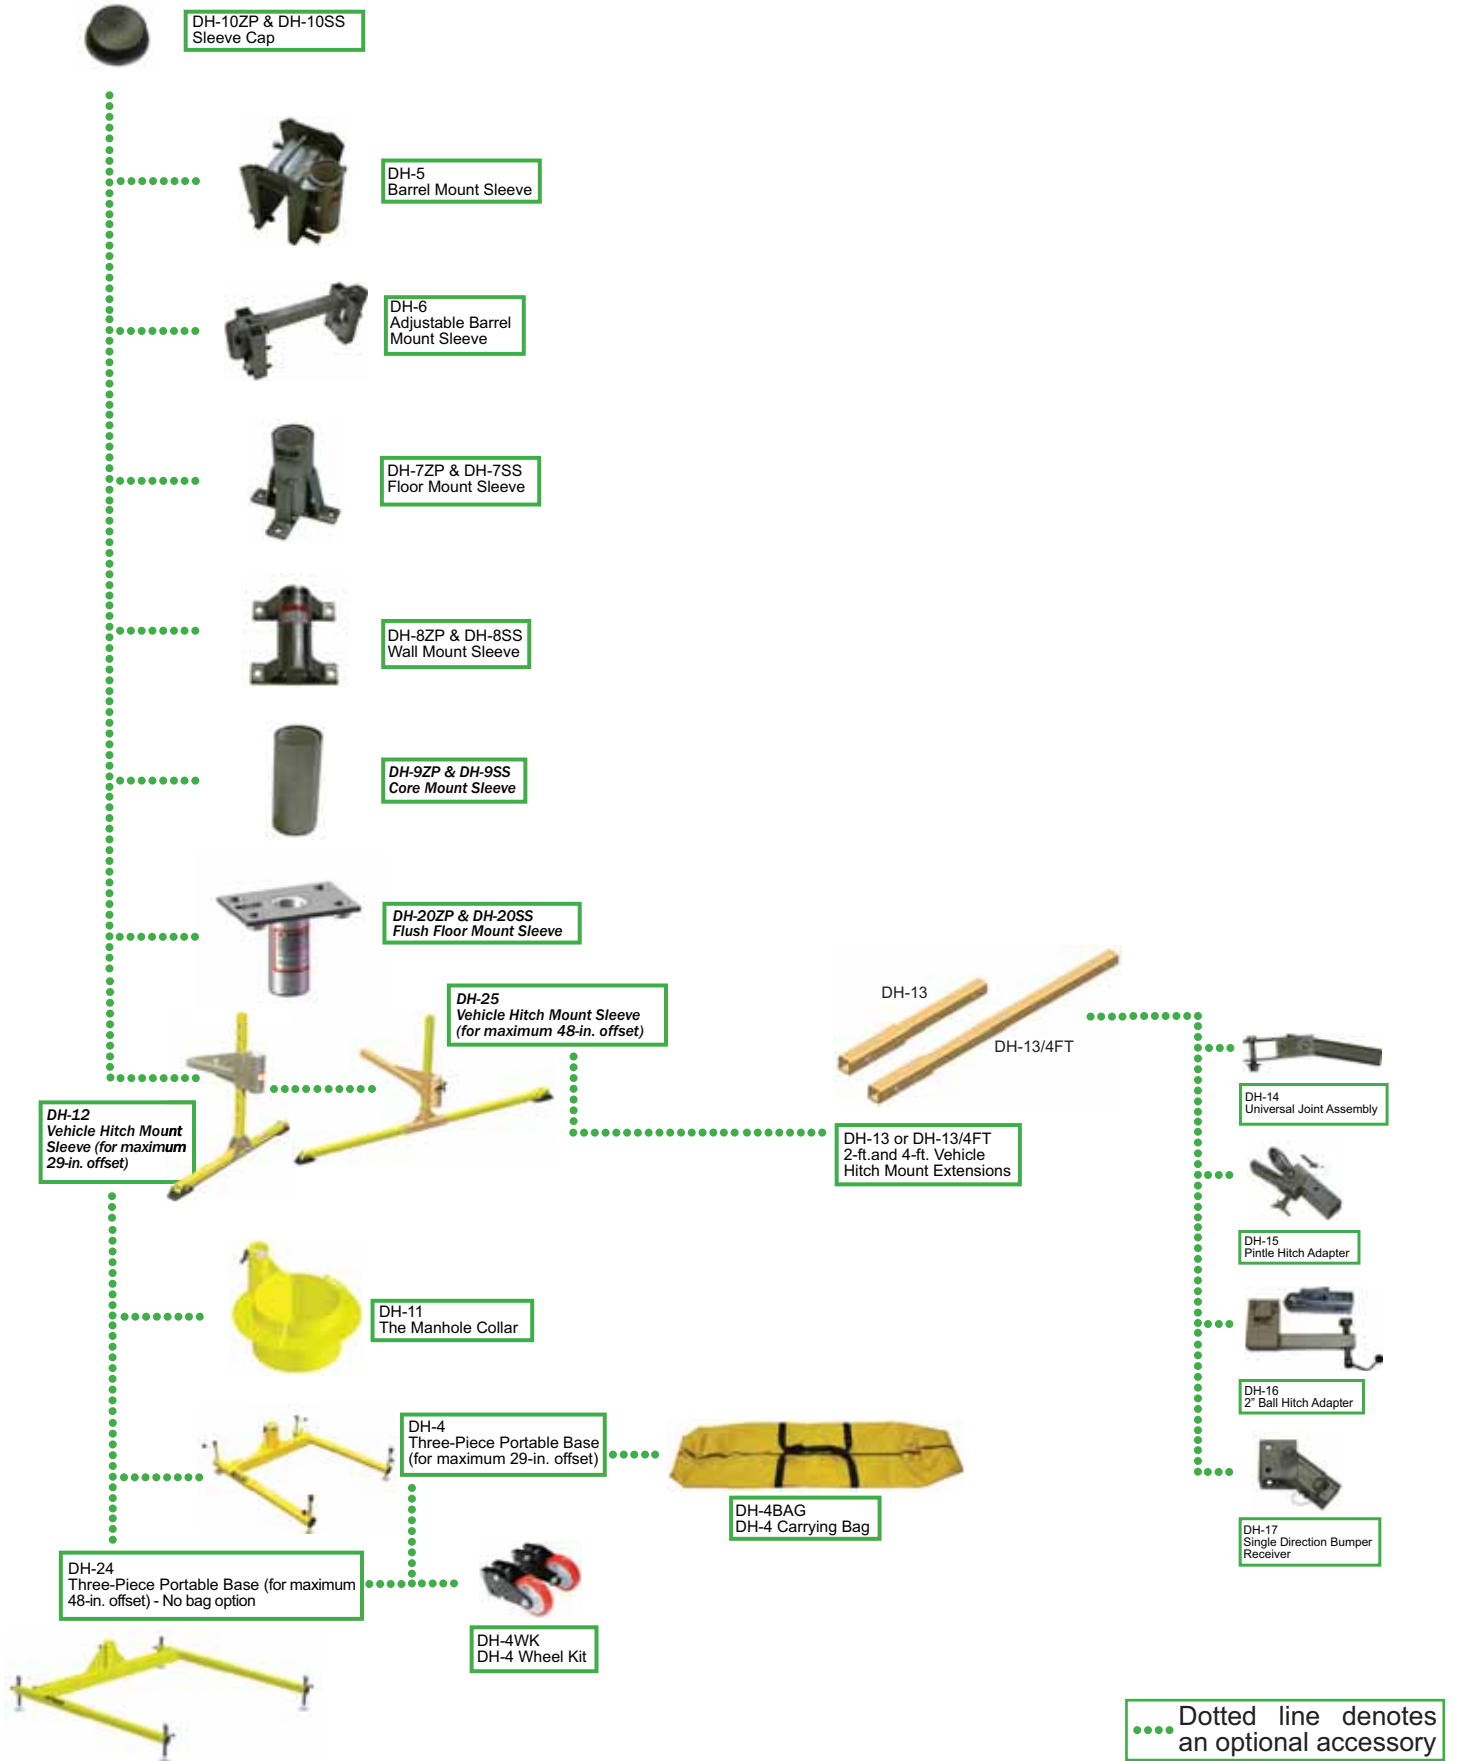 DH-10ZP & DH-10SS
Sleeve Cap
DH-5
Barrel Mount Sleeve
DH-6
Adjustable Barrel
Mount Sleeve
DH-7ZP & DH-7SS
Floor Mount Sleeve
DH-8ZP & DH-8SS
Wall Mount Sleeve
DH-9ZP & DH-9SS
Core Mount Sleeve
DH-20ZP & DH-20SS
Flush Floor Mount Sleeve
DH-25
Vehicle Hitch Mount Sleeve
(for maximum 48-in. offset)
DH-13
DH-13/4FT
DH-12
Vehicle Hitch Mount
Sleeve (for maximum
29-in. offset)
DH-13 or DH-13/4FT
2-ft.and 4-ft. Vehicle
Hitch Mount Extensions
DH-14
Universal Joint Assembly
DH-15
Pintle Hitch Adapter
DH-16
2" Ball Hitch Adapter
DH-17
Single Direction Bumper
Receiver
DH-11
The Manhole Collar
DH-4
Three-Piece Portable Base
(for maximum 29-in. offset)
DH-4BAG
DH-4 Carrying Bag
DH-24
Three-Piece Portable Base (for maximum
48-in. offset) - No bag option
DH-4WK
DH-4 Wheel Kit
Dotted line denotes
an optional accessory